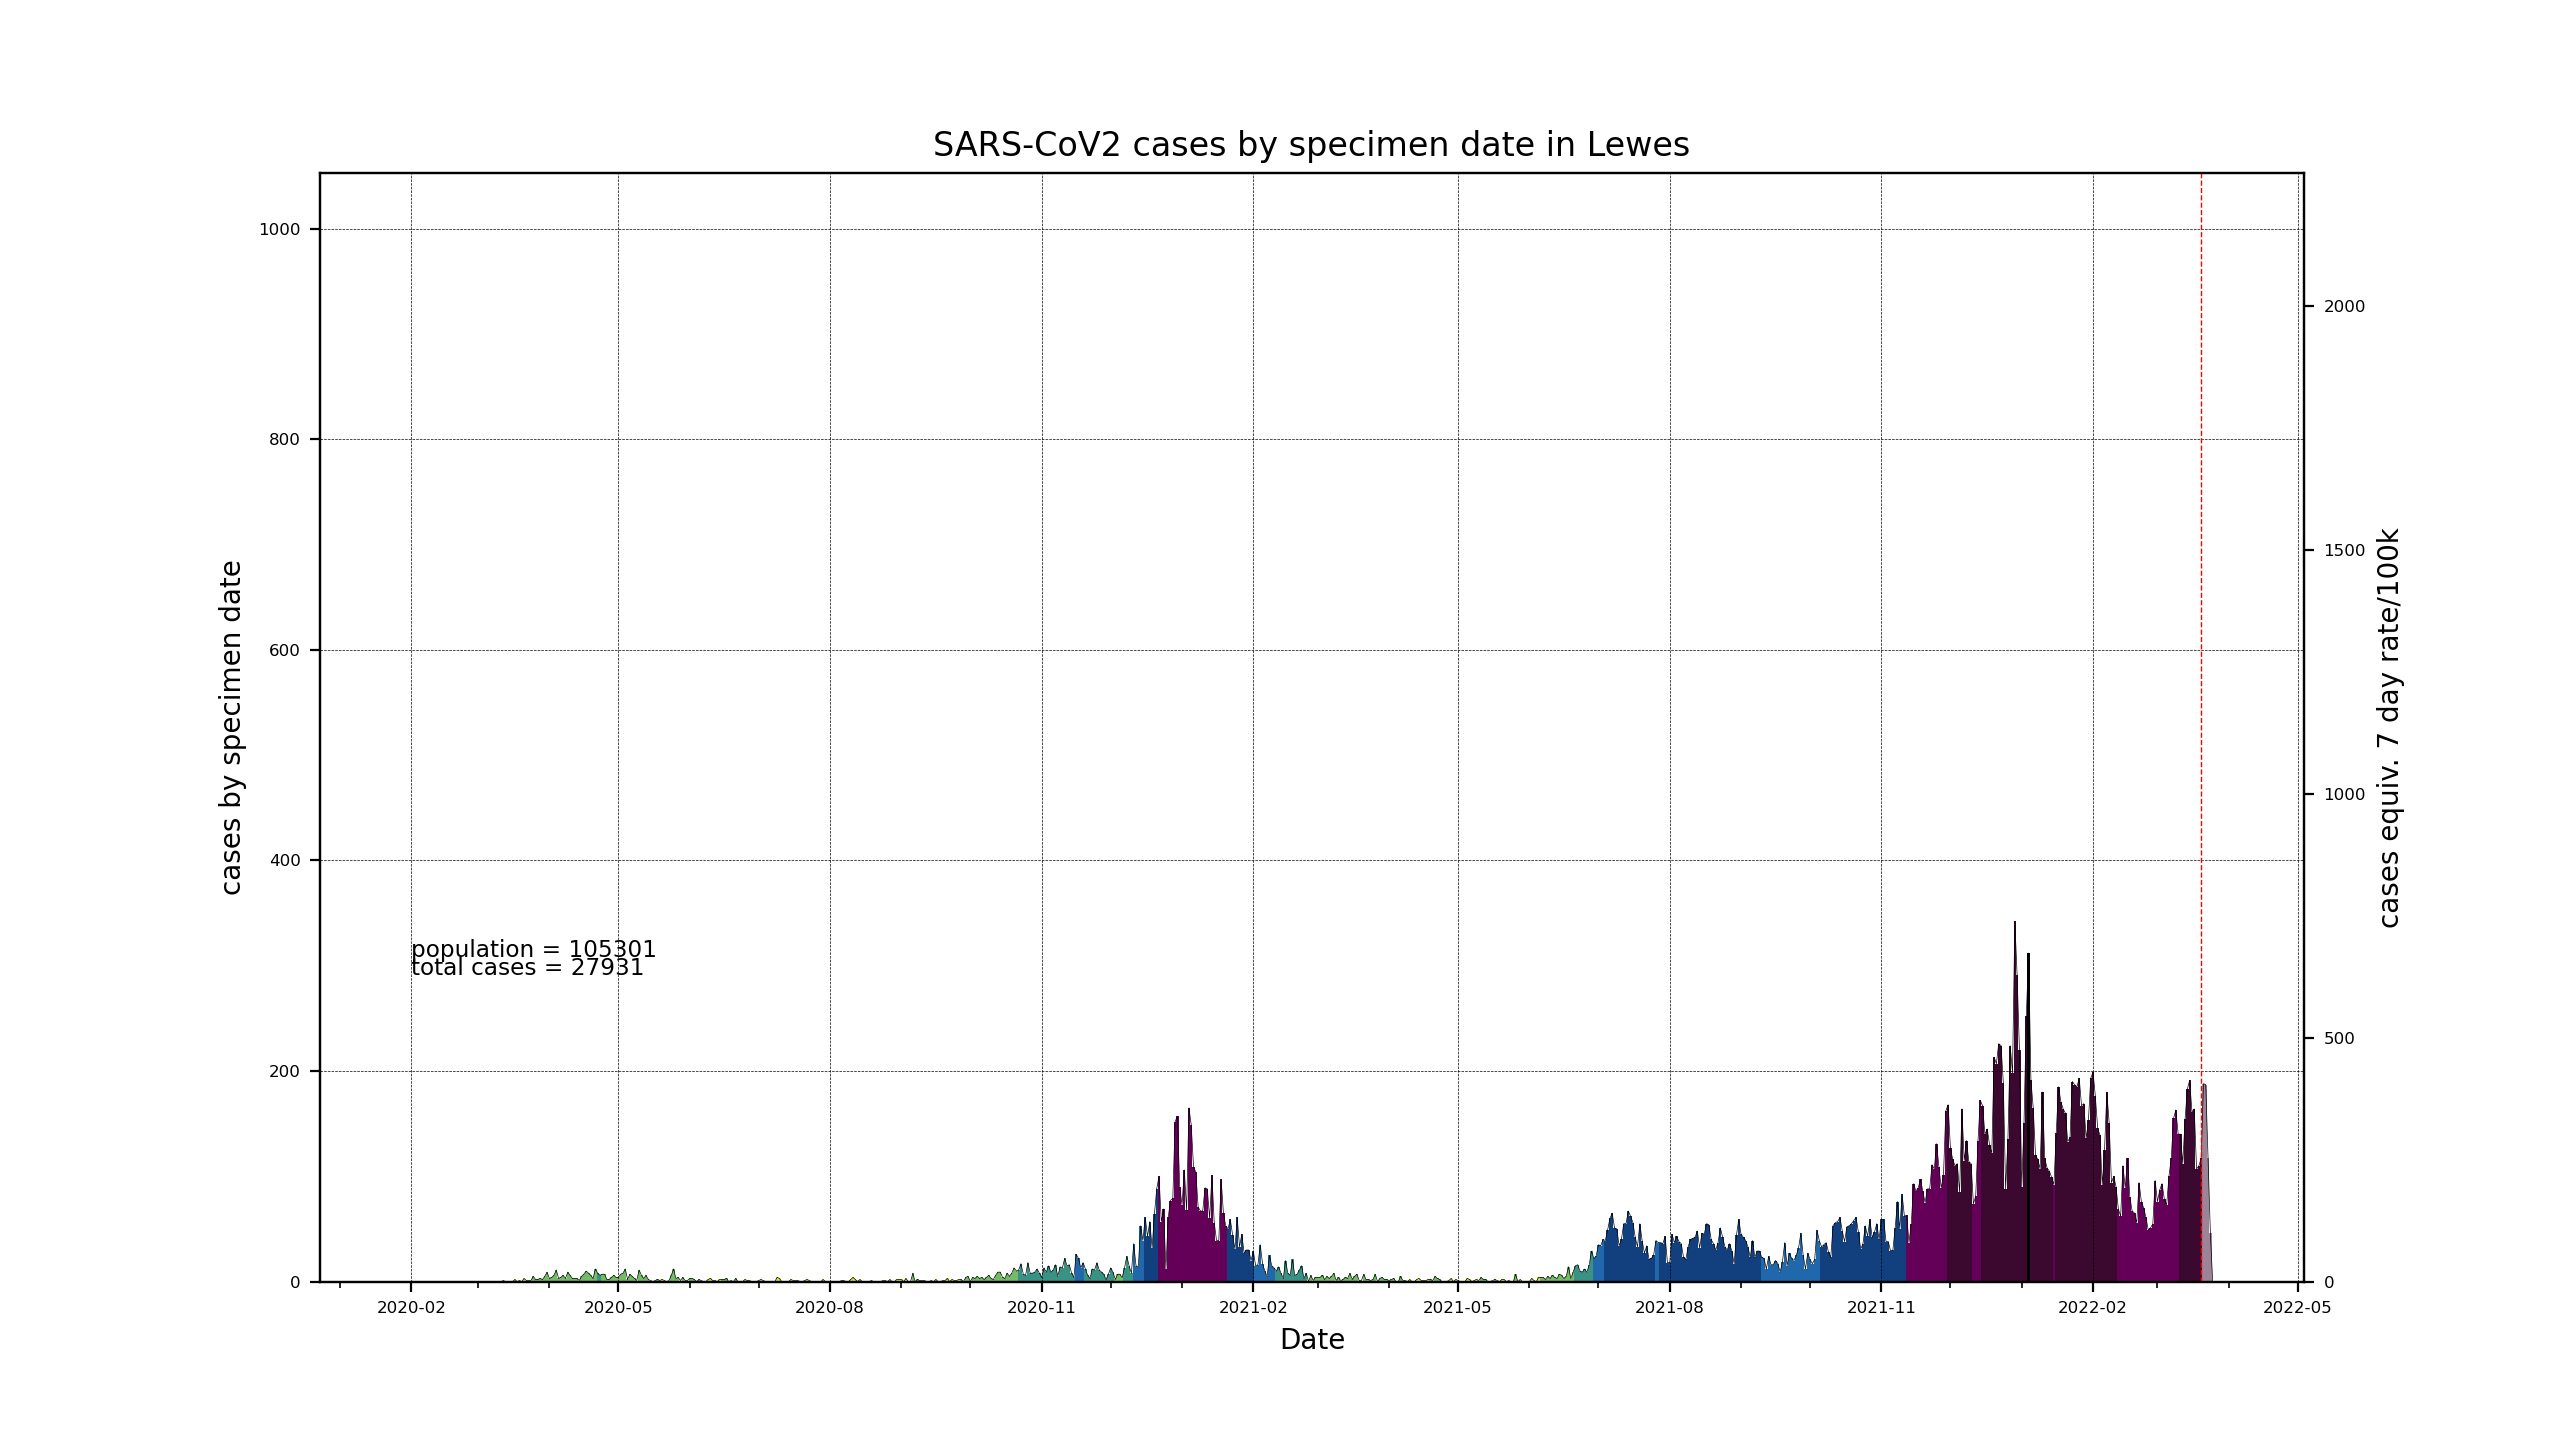 SARS-CoV2 cases by specimen date in Lewes
cases by specimen date
1000
800
600
400
200
0
population = 105301
total cases = 27931
2000
1500
1000
500
0
cases equiv. 7 day rate/100k
2020-02 2020-05 2020-08 2020-11 2021-02 2021-05 2021-08 2021-11 2022-02 2022-05
Date